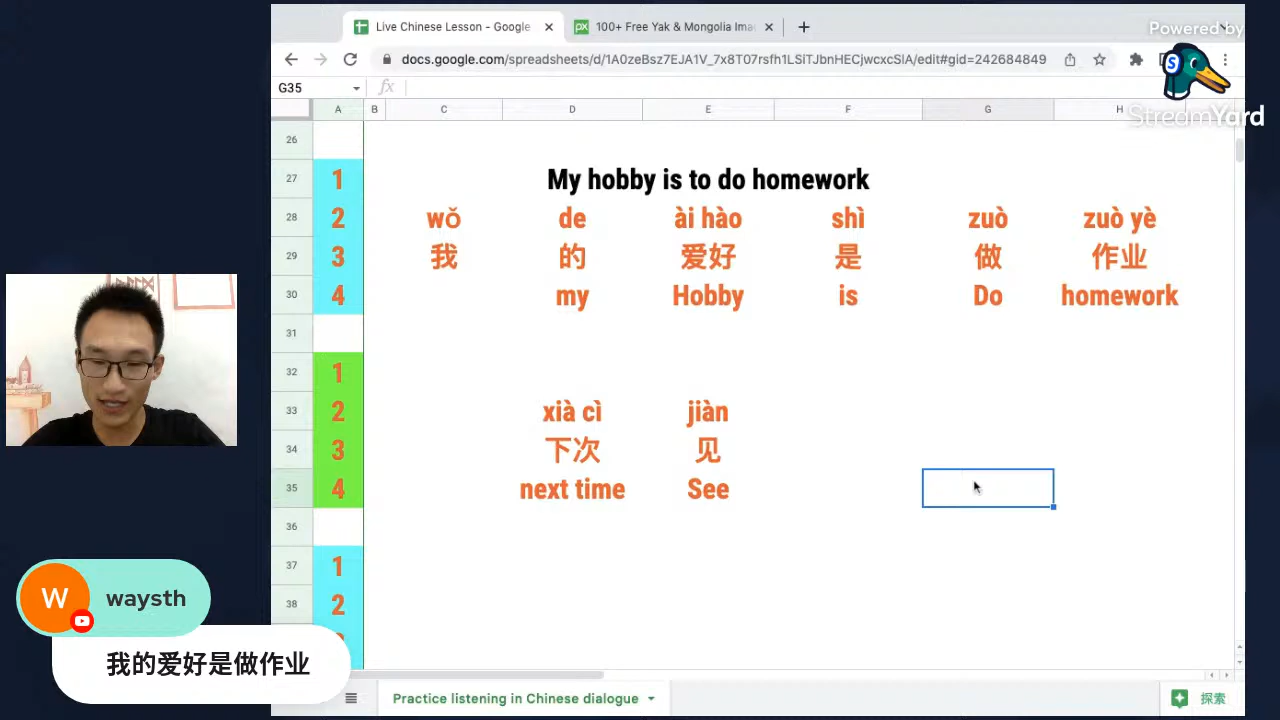 Live Chinese Lesson - Google
100+ Free Yak & Mongolia Ima
Powered by
docs.google.com/spreadsheets/d/1A0zeBsz7EJA1V_7x8T07rsfh1LSiTJbnHECjwcxcSlA/edit#gid=242684849
StreamYard
G35
fx
A B C D E F G H
26
27 1 My hobby is to do homework
28 2 wǒ de ài hào shì zuò zuò yè
29 3 我 的 爱好 是 做 作业
30 4 my Hobby is Do homework
31
32 1
33 2 xià cì jiàn
34 3 下次 见
35 4 next time See
36
37 1
38 2
W waysth
我的爱好是做作业
Practice listening in Chinese dialogue
探索